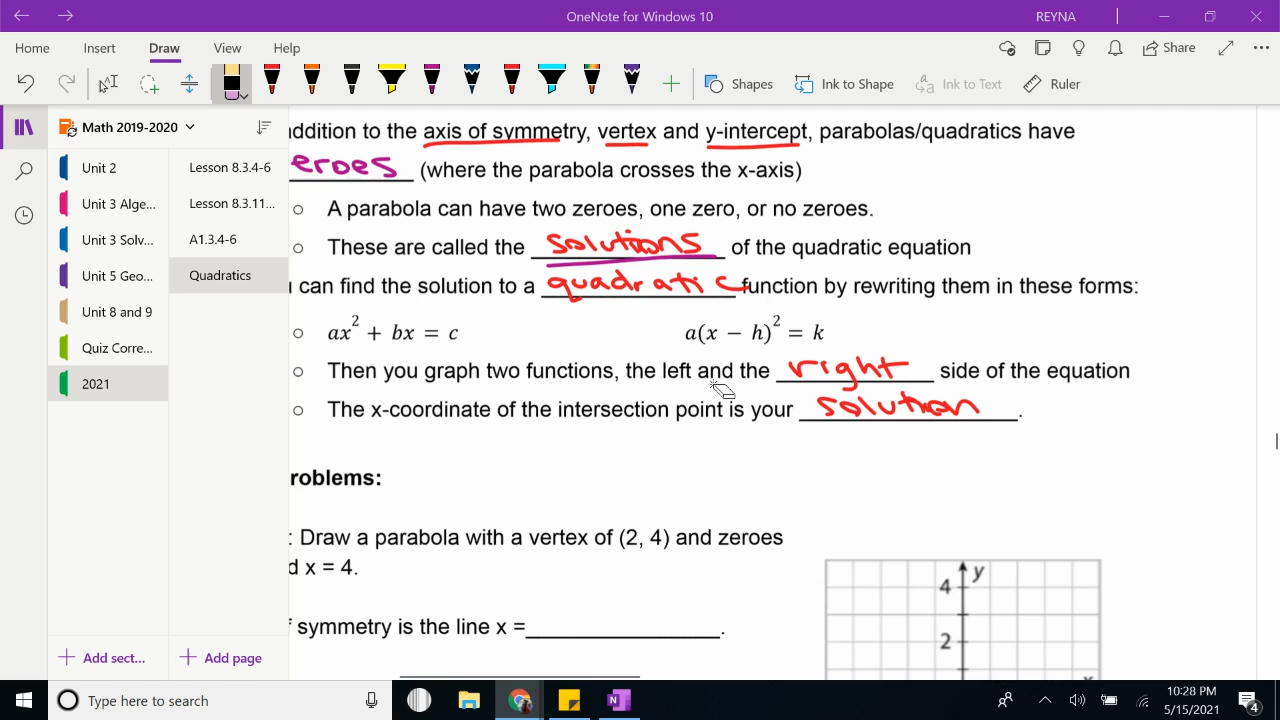 OneNote for Windows 10
REYNA
Home Insert Draw View Help
Share
Shapes Ink to Shape Ink to Text Ruler
Math 2019-2020
Unit 2
Unit 3 Alge...
Unit 3 Solv...
Unit 5 Geo...
Unit 8 and 9
Quiz Corre...
2021
Add sect...
Lesson 8.3.4-6
Lesson 8.3.11...
A1.3.4-6
Quadratics
Add page
ddition to the axis of symmetry, vertex and y-intercept, parabolas/quadratics have
eroes (where the parabola crosses the x-axis)
○ A parabola can have two zeroes, one zero, or no zeroes.
○ These are called the solutions of the quadratic equation
can find the solution to a quadratic function by rewriting them in these forms:
○ ax² + bx = c a(x − h)² = k
○ Then you graph two functions, the left and the right side of the equation
○ The x-coordinate of the intersection point is your solution.
roblems:
: Draw a parabola with a vertex of (2, 4) and zeroes
d x = 4.
f symmetry is the line x =________________.
y
4
2
Type here to search
10:28 PM
5/15/2021
4